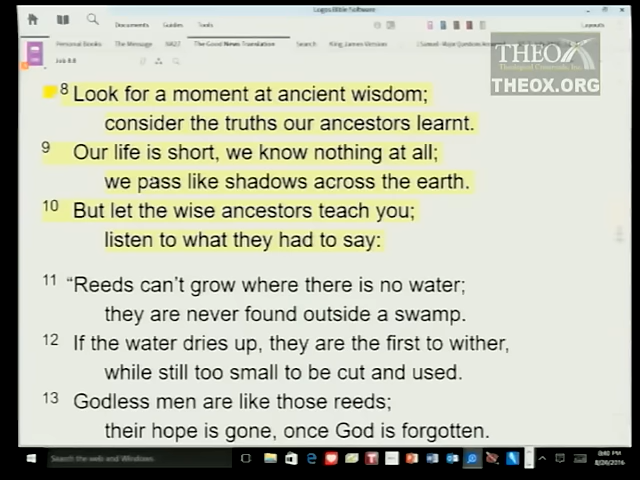 Logos Bible Software
Documents Guides Tools
Layouts
Personal Books The Message NA27 The Good News Translation Search King James Version
Job 8:8
THEOX
THEOX.ORG
8 Look for a moment at ancient wisdom;
consider the truths our ancestors learnt.
9 Our life is short, we know nothing at all;
we pass like shadows across the earth.
10 But let the wise ancestors teach you;
listen to what they had to say:
11 “Reeds can't grow where there is no water;
they are never found outside a swamp.
12 If the water dries up, they are the first to wither,
while still too small to be cut and used.
13 Godless men are like those reeds;
their hope is gone, once God is forgotten.
Search the web and Windows
8/26/2016